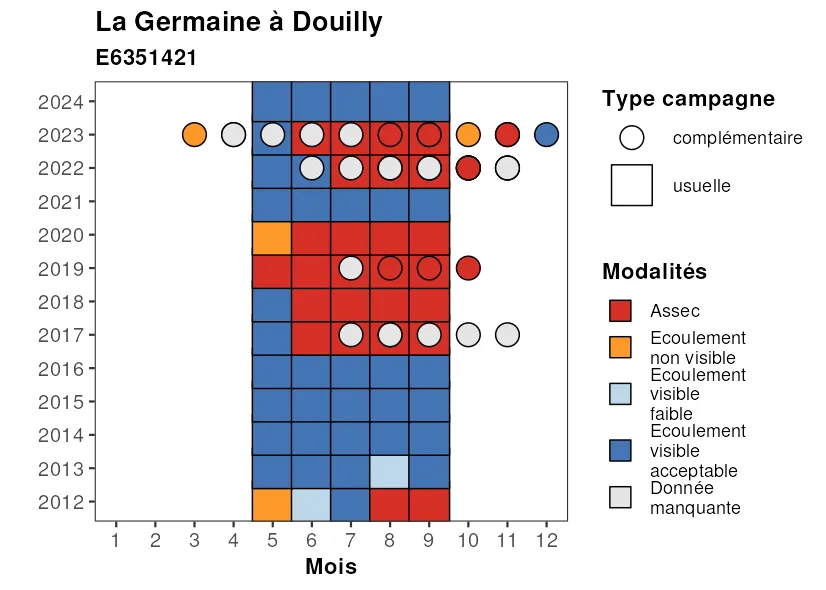 La Germaine à Douilly
E6351421
2024
2023
2022
2021
2020
2019
2018
2017
2016
2015
2014
2013
2012
1 2 3 4 5 6 7 8 9 10 11 12
Mois
Type campagne
complémentaire
usuelle
Modalités
Assec
Ecoulement
non visible
Ecoulement
visible
faible
Ecoulement
visible
acceptable
Donnée
manquante